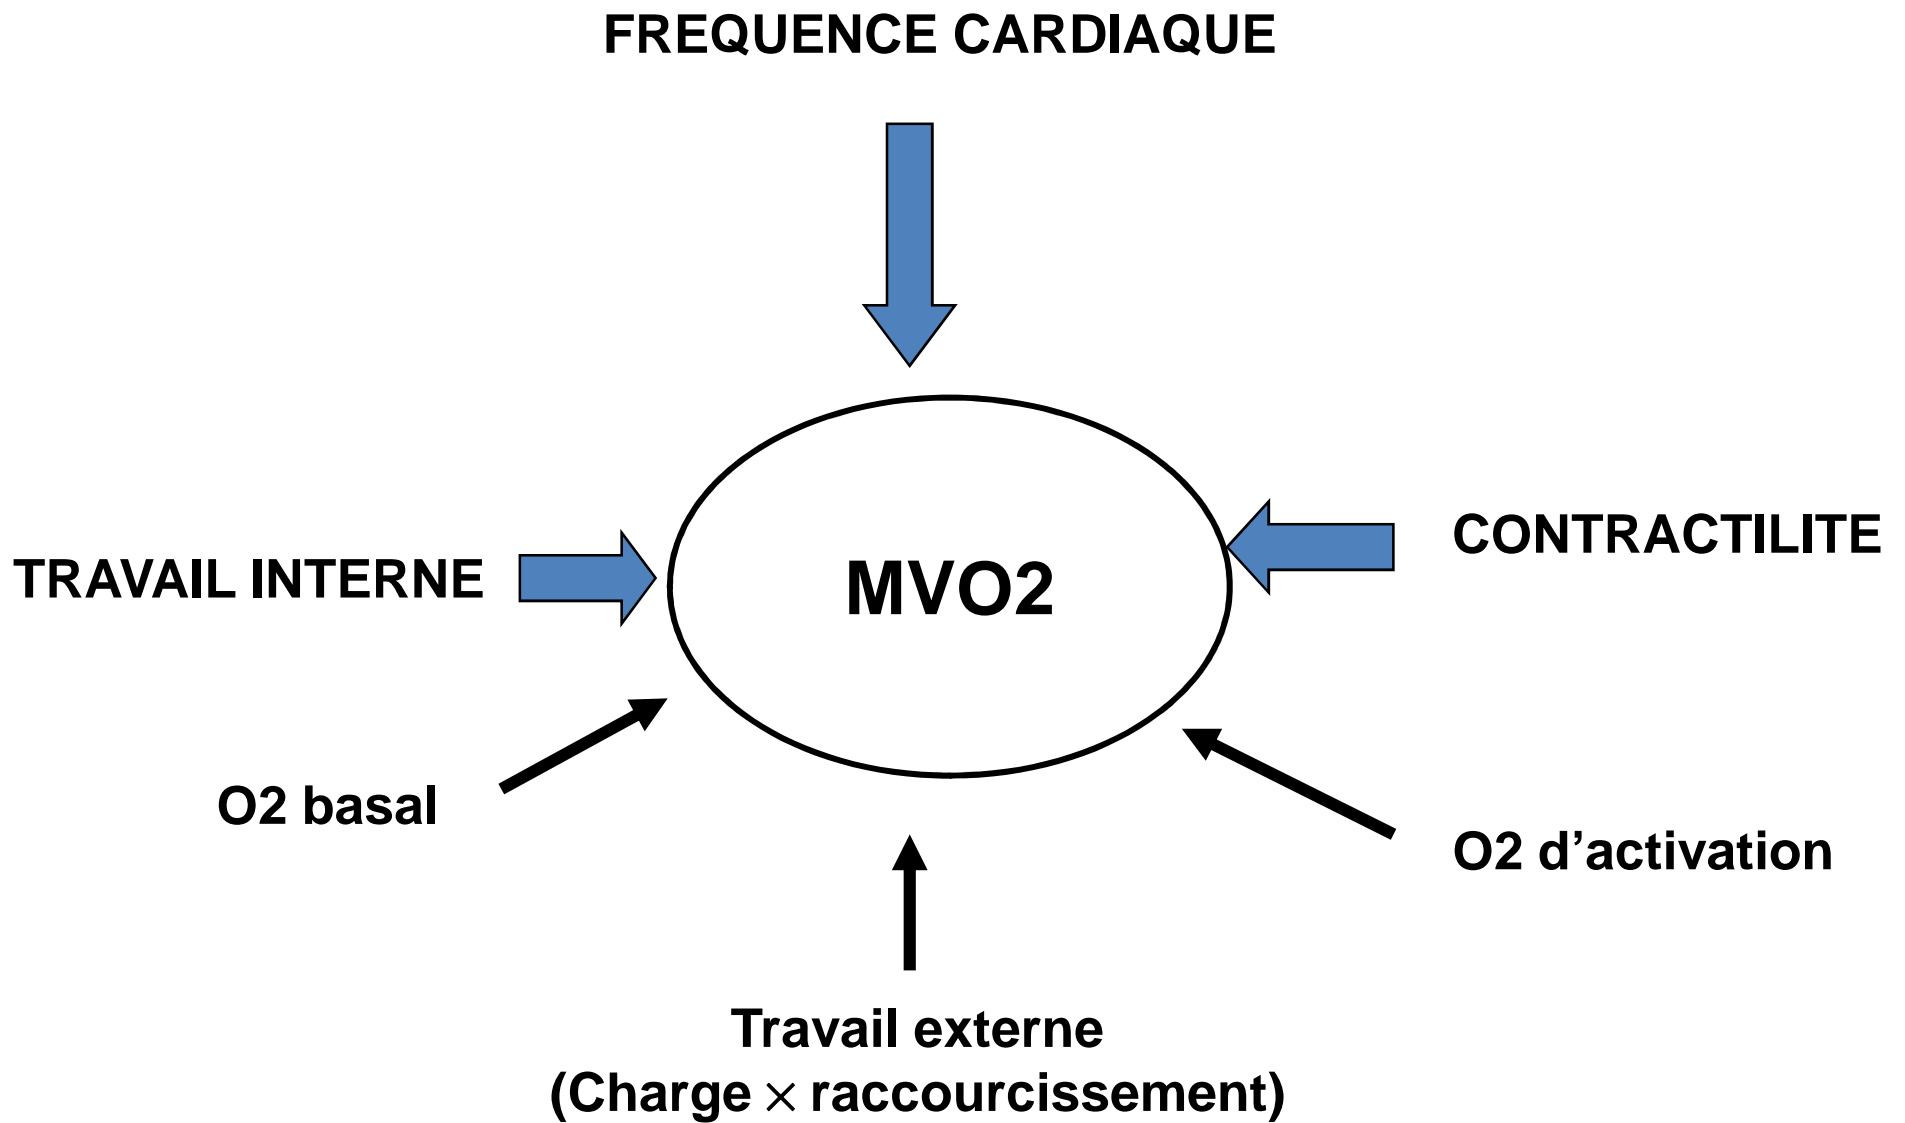 FREQUENCE CARDIAQUE
CONTRACTILITE
TRAVAIL INTERNE
MVO2
O2 basal
O2 d’activation
Travail externe
(Charge × raccourcissement)